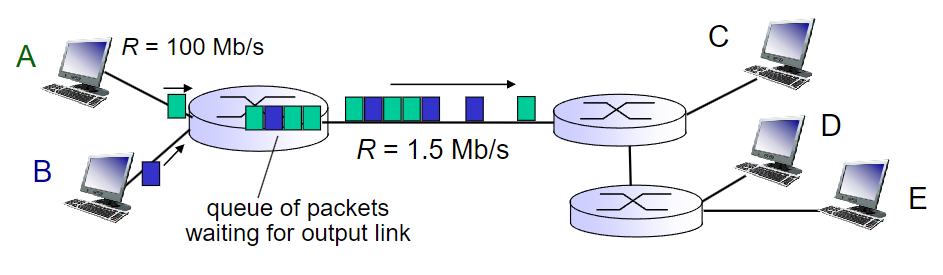 A
R = 100 Mb/s
C
R = 1.5 Mb/s
D
B
E
queue of packets
waiting for output link